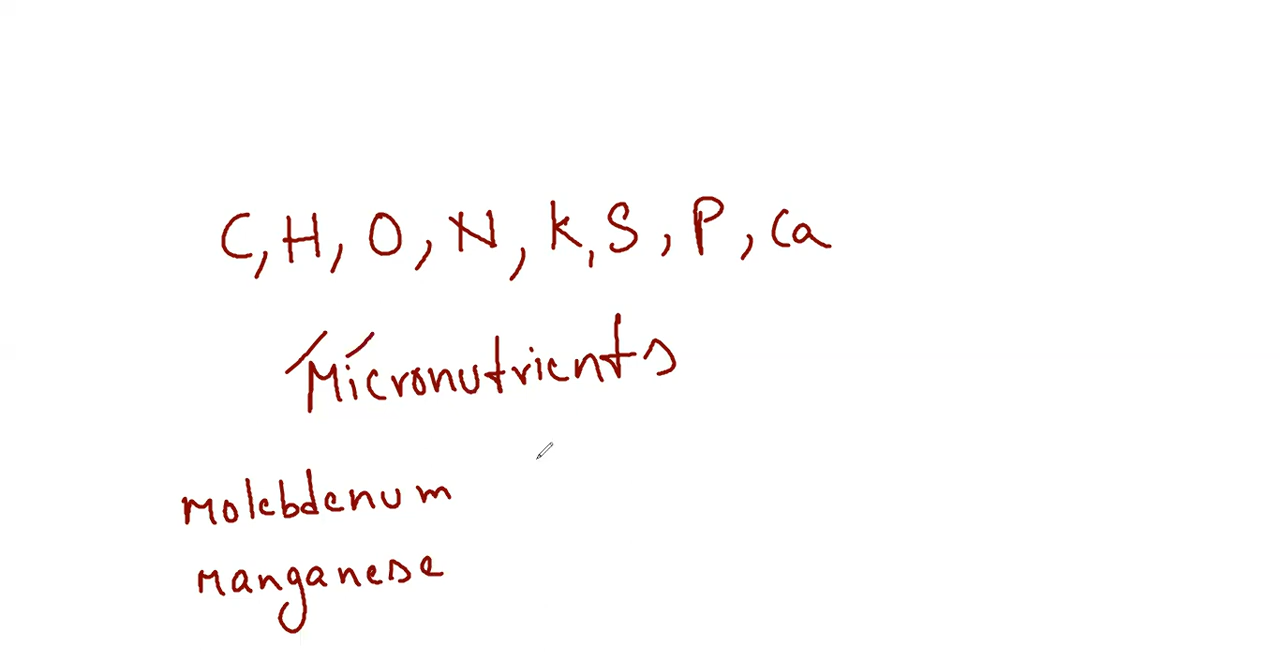 C, H, O, N, K, S, P, Ca
Micronutrients
Molebdenum
Manganese